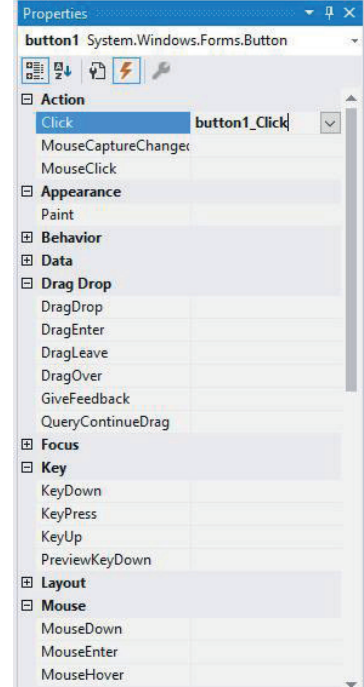 Properties
button1 System.Windows.Forms.Button
Action
Click button1_Click
MouseCaptureChanged
MouseClick
Appearance
Paint
Behavior
Data
Drag Drop
DragDrop
DragEnter
DragLeave
DragOver
GiveFeedback
QueryContinueDrag
Focus
Key
KeyDown
KeyPress
KeyUp
PreviewKeyDown
Layout
Mouse
MouseDown
MouseEnter
MouseHover